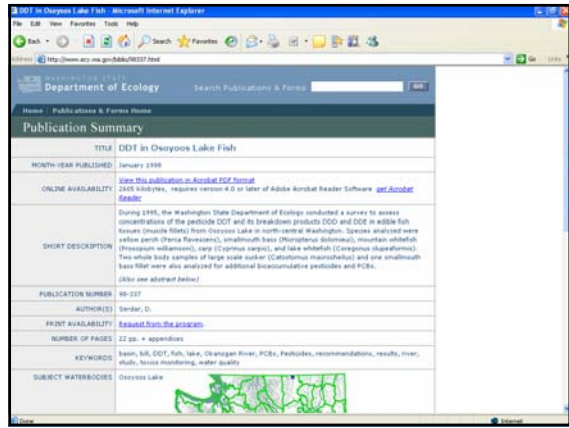 DDT in Osoyoos Lake Fish - Microsoft Internet Explorer
File Edit View Favorites Tools Help
Back Search Favorites
Address http://www.ecy.wa.gov/biblio/98337.html Go Links
WASHINGTON STATE
Department of Ecology Search Publications & Forms GO
Home | Publications & Forms Home
Publication Summary
TITLE DDT in Osoyoos Lake Fish
MONTH-YEAR PUBLISHED January 1998
ONLINE AVAILABILITY View this publication in Acrobat PDF format
2605 kilobytes, requires version 4.0 or later of Adobe Acrobat Reader Software get Acrobat
Reader
SHORT DESCRIPTION During 1995, the Washington State Department of Ecology conducted a survey to assess
concentrations of the pesticide DDT and its breakdown products DDD and DDE in edible fish
tissues (muscle fillets) from Osoyoos Lake in north-central Washington. Species analyzed were
yellow perch (Perca flavescens), smallmouth bass (Micropterus dolomieu), mountain whitefish
(Prosopium williamsoni), carp (Cyprinus carpio), and lake whitefish (Coregonus clupeaformis).
Two whole body samples of large scale sucker (Catostomus macrocheilus) and one smallmouth
bass fillet were also analyzed for additional bioaccumulative pesticides and PCBs.
(Also see abstract below)
PUBLICATION NUMBER 98-337
AUTHOR(S) Serdar, D.
PRINT AVAILABILITY Request from the program.
NUMBER OF PAGES 22 pp. + appendices
KEYWORDS basin, bill, DDT, fish, lake, Okanogan River, PCBs, Pesticides, recommendations, results, river,
study, toxics monitoring, water quality
SUBJECT WATERBODIES Osoyoos Lake
Done Internet